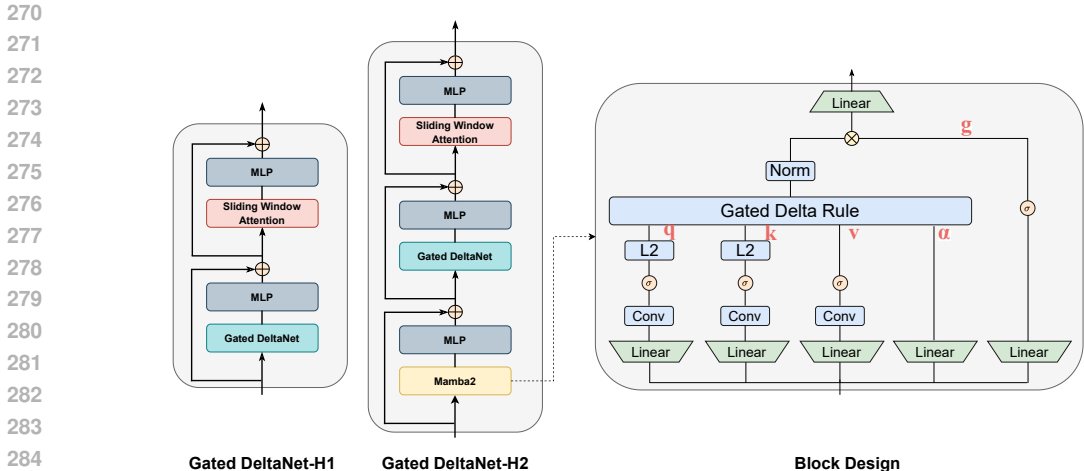 270
271
272
273
274
275
276
277
278
279
280
281
282
283
284
MLP
Sliding Window
Attention
MLP
Gated DeltaNet
Gated DeltaNet-H1
MLP
Sliding Window
Attention
MLP
Gated DeltaNet
MLP
Mamba2
Gated DeltaNet-H2
Linear
g
Norm
σ
Gated Delta Rule
q
k
v
α
L2
L2
σ
σ
σ
Conv
Conv
Conv
Linear
Linear
Linear
Linear
Linear
Block Design